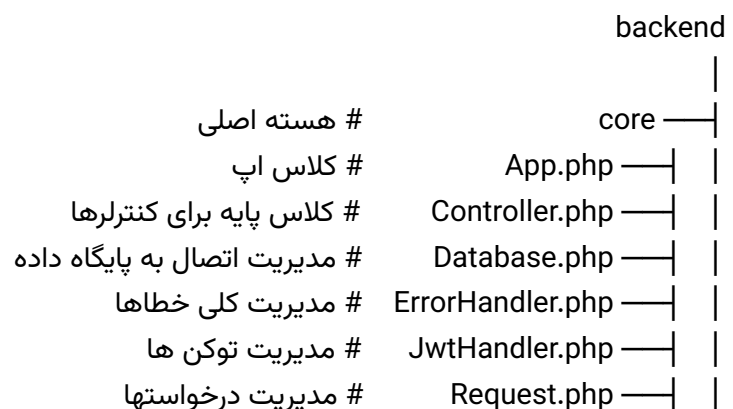 backend
core # هسته اصلی
App.php # کلاس اپ
Controller.php # کلاس پایه برای کنترلرها
Database.php # مدیریت اتصال به پایگاه داده
ErrorHandler.php # مدیریت کلی خطاها
JwtHandler.php # مدیریت توکن ها
Request.php # مدیریت درخواستها